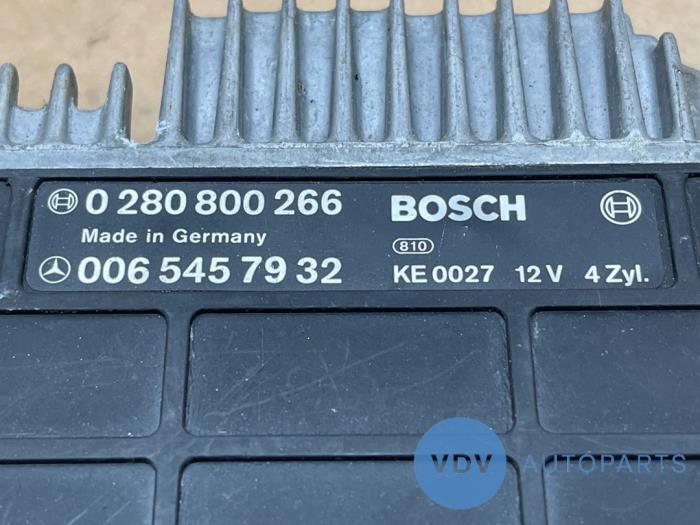 0 280 800 266 BOSCH
Made in Germany 810
006 545 79 32 KE 0027 12 V 4 Zyl.
VDV AUTOPARTS